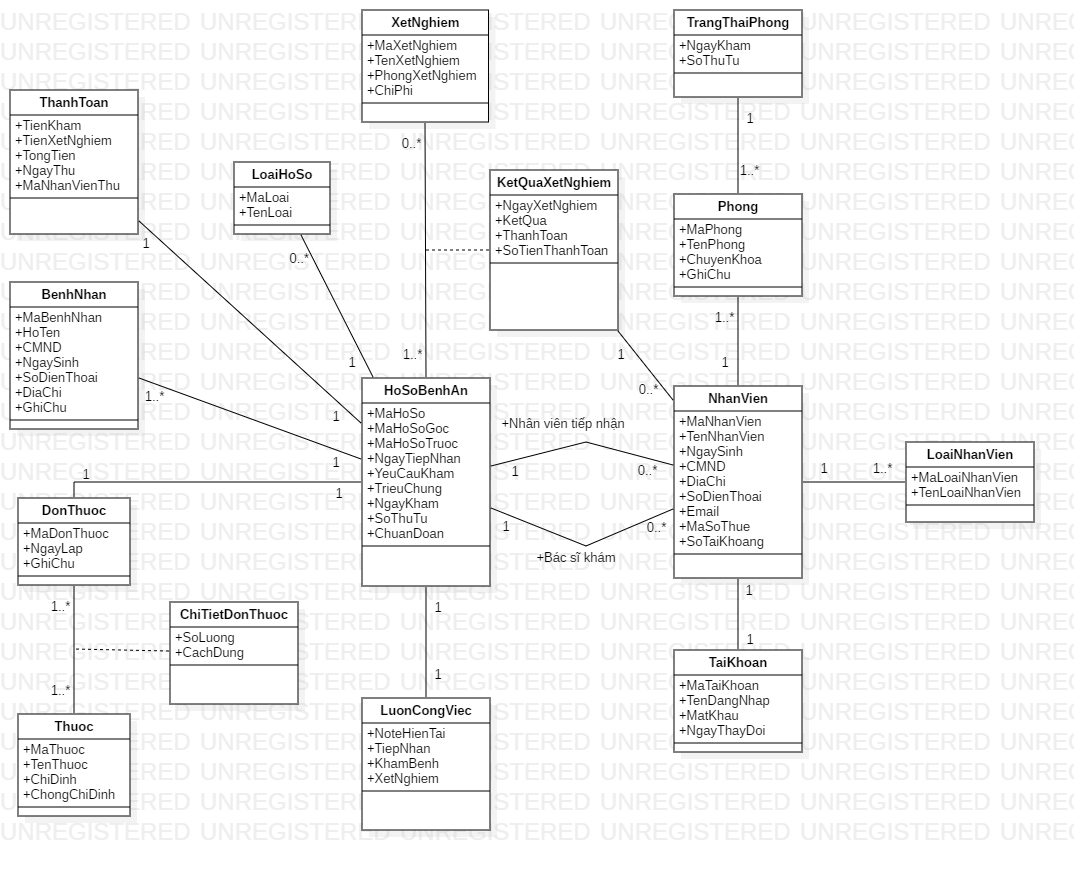 XetNghiem
+MaXetNghiem
+TenXetNghiem
+PhongXetNghiem
+ChiPhi
TrangThaiPhong
+NgayKham
+SoThuTu
ThanhToan
+TienKham
+TienXetNghiem
+TongTien
+NgayThu
+MaNhanVienThu
LoaiHoSo
+MaLoai
+TenLoai
KetQuaXetNghiem
+NgayXetNghiem
+KetQua
+ThanhToan
+SoTienThanhToan
Phong
+MaPhong
+TenPhong
+ChuyenKhoa
+GhiChu
BenhNhan
+MaBenhNhan
+HoTen
+CMND
+NgaySinh
+SoDienThoai
+DiaChi
+GhiChu
HoSoBenhAn
+MaHoSo
+MaHoSoGoc
+MaHoSoTruoc
+NgayTiepNhan
+YeuCauKham
+TrieuChung
+NgayKham
+SoThuTu
+ChuanDoan
NhanVien
+MaNhanVien
+TenNhanVien
+NgaySinh
+CMND
+DiaChi
+SoDienThoai
+Email
+MaSoThue
+SoTaiKhoang
LoaiNhanVien
+MaLoaiNhanVien
+TenLoaiNhanVien
DonThuoc
+MaDonThuoc
+NgayLap
+GhiChu
ChiTietDonThuoc
+SoLuong
+CachDung
Thuoc
+MaThuoc
+TenThuoc
+ChiDinh
+ChongChiDinh
LuonCongViec
+NoteHienTai
+TiepNhan
+KhamBenh
+XetNghiem
TaiKhoan
+MaTaiKhoan
+TenDangNhap
+MatKhau
+NgayThayDoi
+Nhân viên tiếp nhận
+Bác sĩ khám
0..*
1..*
1
1..*
1..*
1
1
1
0..*
1
1..*
1
1
1
1..*
1..*
1
0..*
1
0..*
1
0..*
1
1..*
1
1
1
1
UNREGISTERED